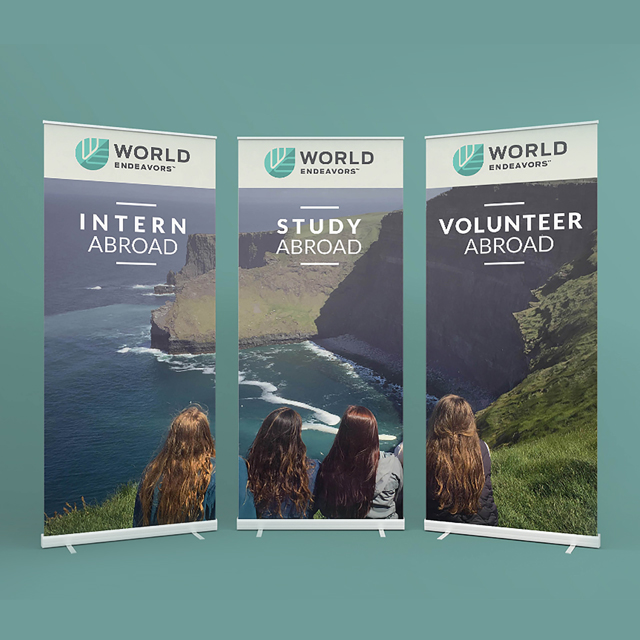 WORLD
ENDEAVORS™
INTERN
ABROAD
WORLD
ENDEAVORS™
STUDY
ABROAD
WORLD
ENDEAVORS™
VOLUNTEER
ABROAD